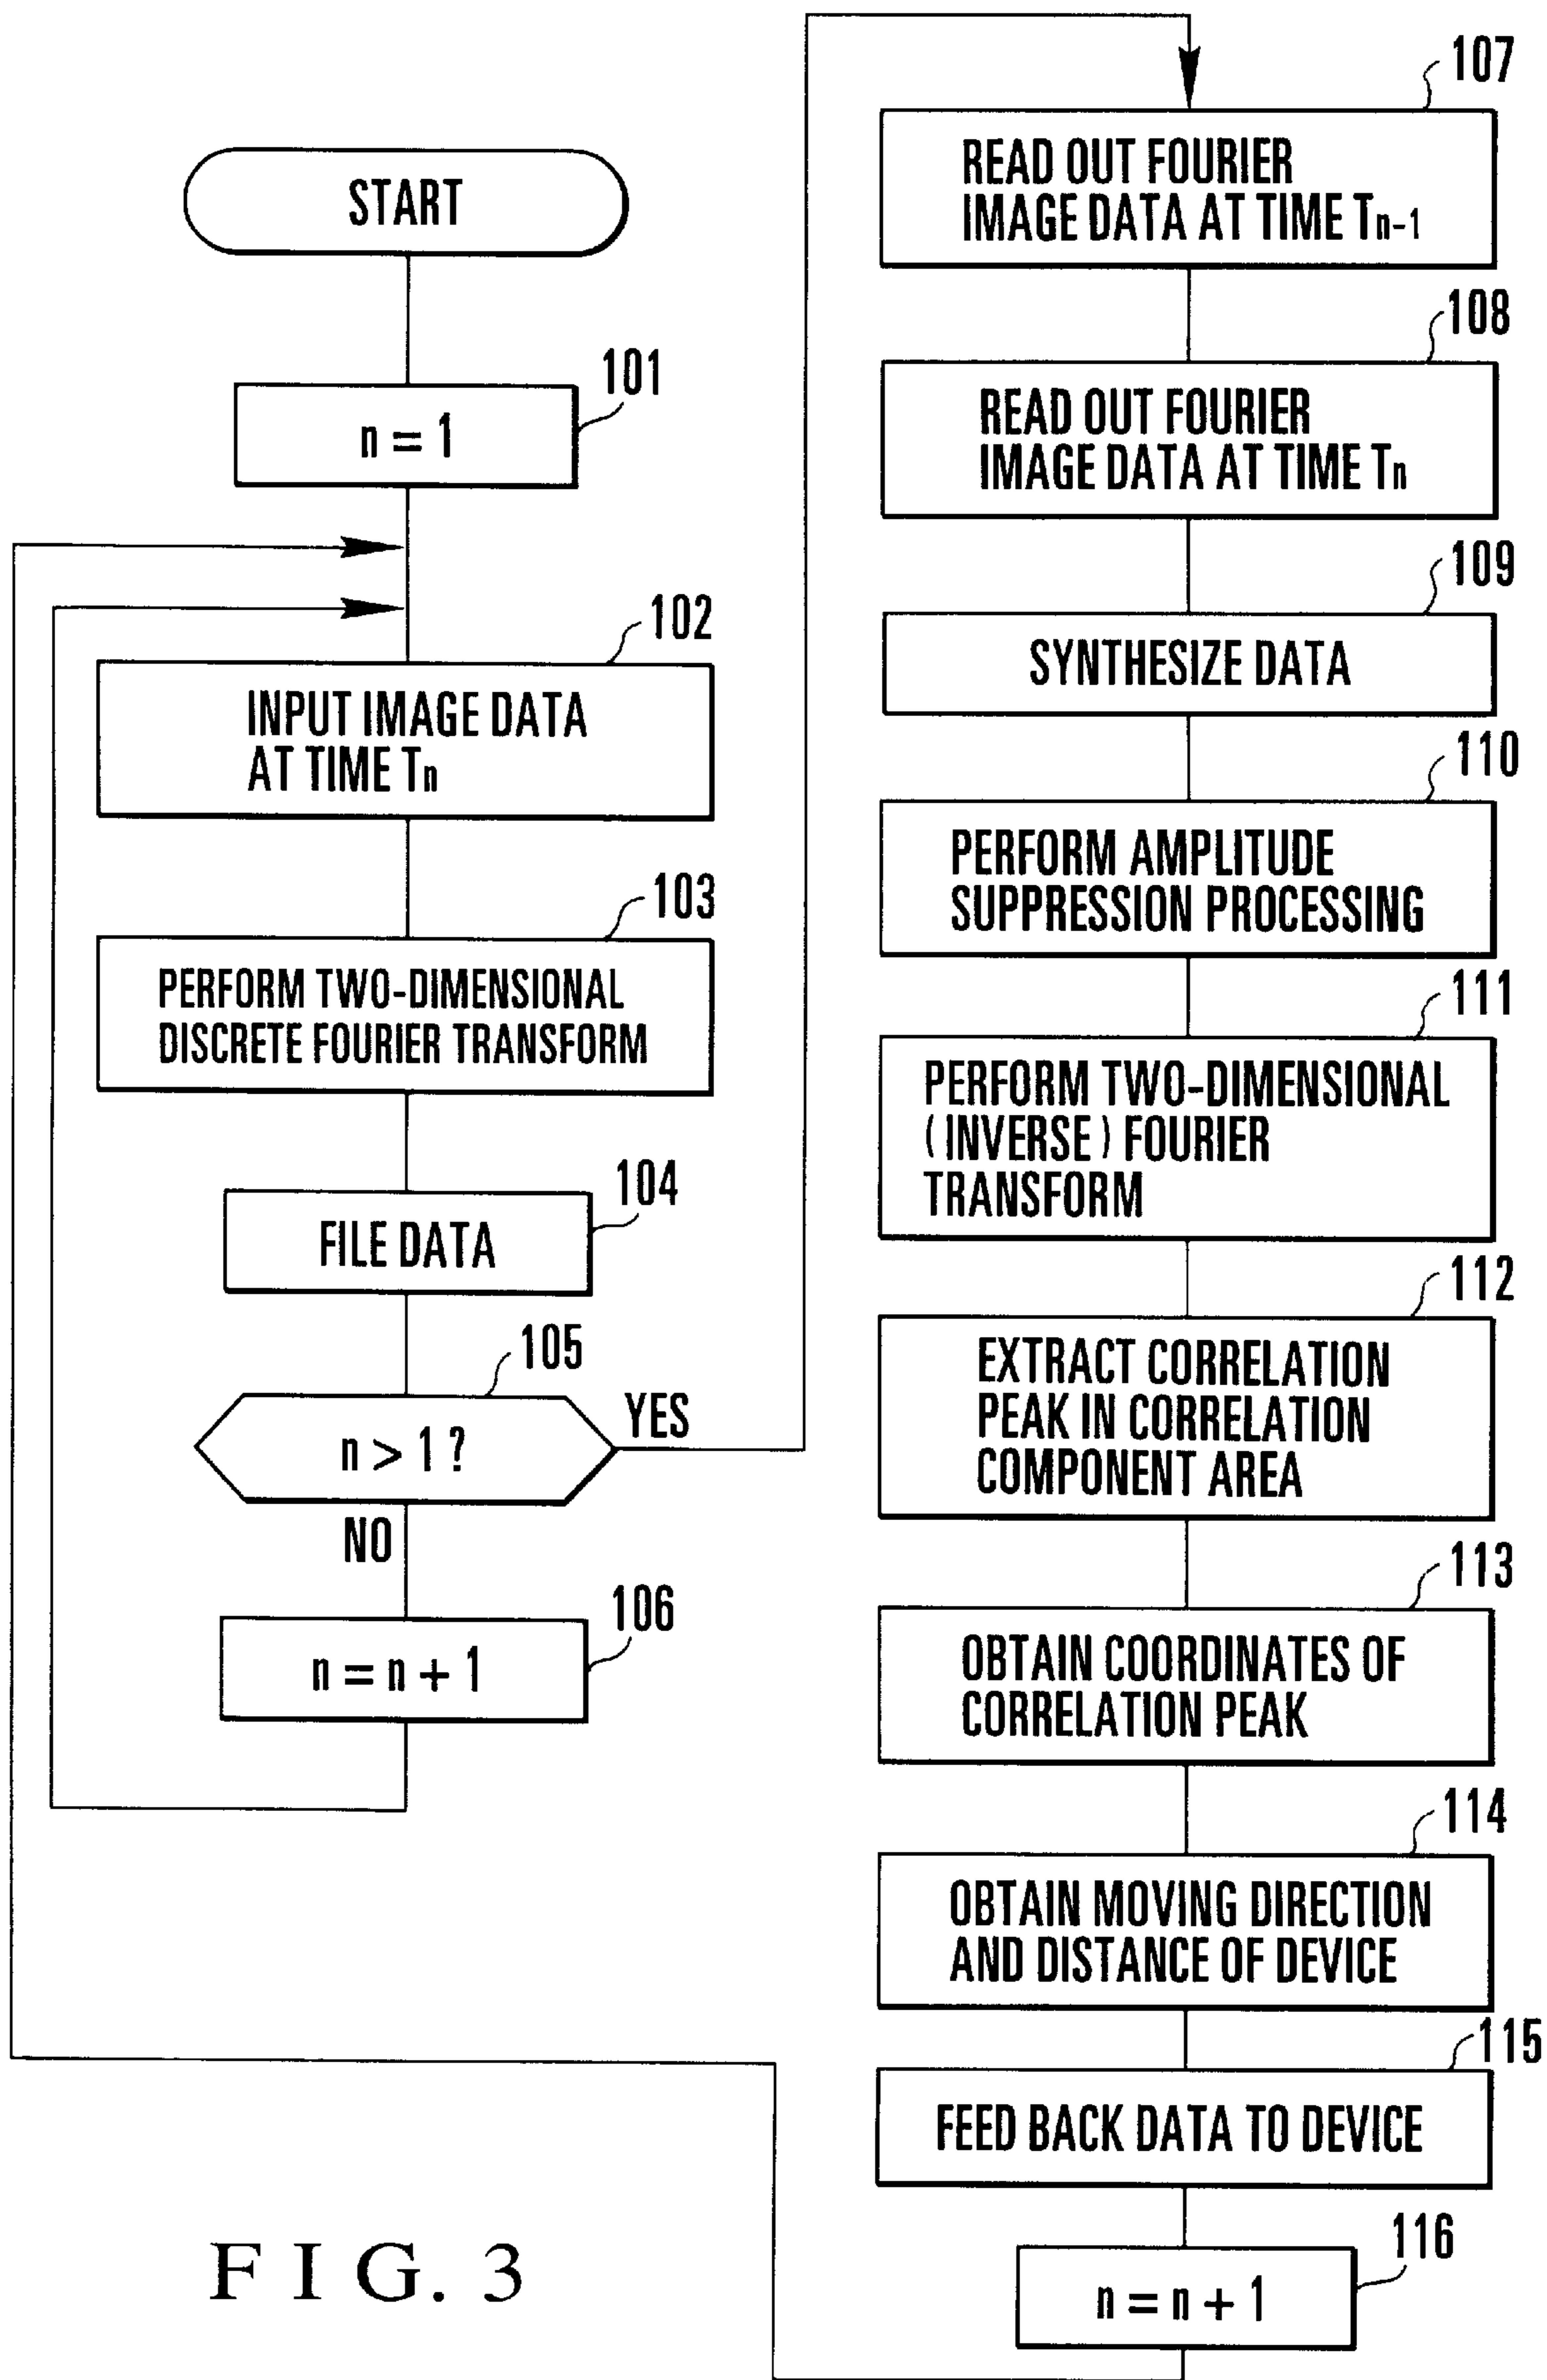 START
101
n = 1
102
INPUT IMAGE DATA
AT TIME Tn
103
PERFORM TWO-DIMENSIONAL
DISCRETE FOURIER TRANSFORM
104
FILE DATA
105
n > 1 ?
YES
NO
106
n = n + 1
107
READ OUT FOURIER
IMAGE DATA AT TIME Tn-1
108
READ OUT FOURIER
IMAGE DATA AT TIME Tn
109
SYNTHESIZE DATA
110
PERFORM AMPLITUDE
SUPPRESSION PROCESSING
111
PERFORM TWO-DIMENSIONAL
(INVERSE) FOURIER
TRANSFORM
112
EXTRACT CORRELATION
PEAK IN CORRELATION
COMPONENT AREA
113
OBTAIN COORDINATES OF
CORRELATION PEAK
114
OBTAIN MOVING DIRECTION
AND DISTANCE OF DEVICE
115
FEED BACK DATA TO DEVICE
116
n = n + 1
FIG. 3